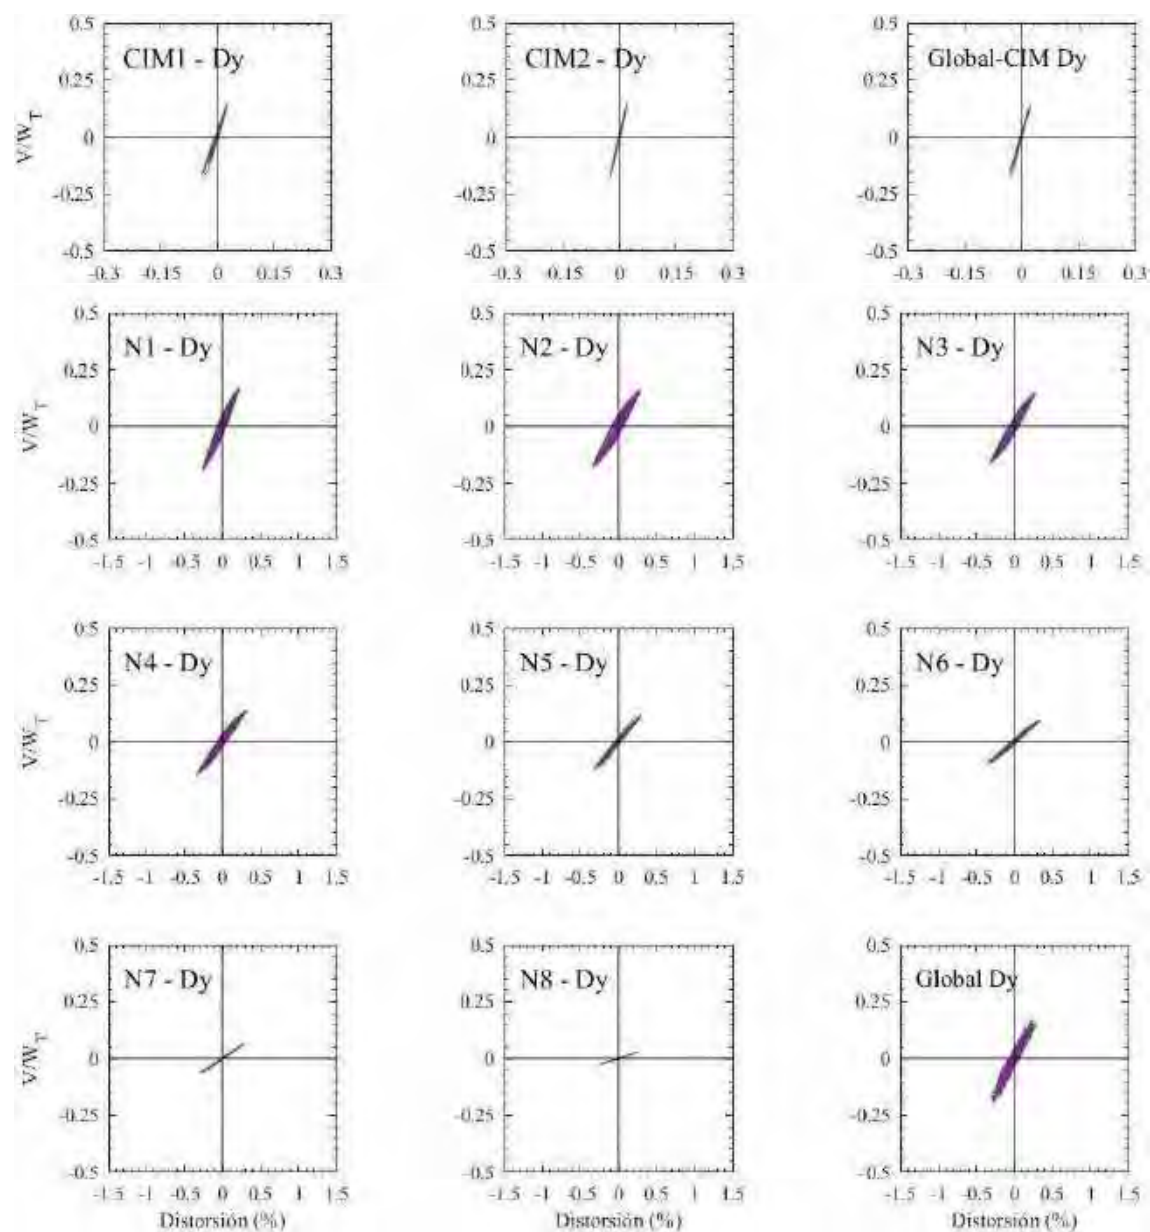 0.5 0.5 0.5
CIM1 - Dy CIM2 - Dy Global-CIM Dy
0.25 0.25 0.25
V/W_T 0 0 0
-0.25 -0.25 -0.25
-0.5 -0.5 -0.5
-0.3 -0.15 0 0.15 0.3 -0.3 -0.15 0 0.15 0.3 -0.3 -0.15 0 0.15 0.3
0.5 0.5 0.5
N1 - Dy N2 - Dy N3 - Dy
0.25 0.25 0.25
V/W_T 0 0 0
-0.25 -0.25 -0.25
-0.5 -0.5 -0.5
-1.5 -1 -0.5 0 0.5 1 1.5 -1.5 -1 -0.5 0 0.5 1 1.5 -1.5 -1 -0.5 0 0.5 1 1.5
0.5 0.5 0.5
N4 - Dy N5 - Dy N6 - Dy
0.25 0.25 0.25
V/W_T 0 0 0
-0.25 -0.25 -0.25
-0.5 -0.5 -0.5
-1.5 -1 -0.5 0 0.5 1 1.5 -1.5 -1 -0.5 0 0.5 1 1.5 -1.5 -1 -0.5 0 0.5 1 1.5
0.5 0.5 0.5
N7 - Dy N8 - Dy Global Dy
0.25 0.25 0.25
V/W_T 0 0 0
-0.25 -0.25 -0.25
-0.5 -0.5 -0.5
-1.5 -1 -0.5 0 0.5 1 1.5 -1.5 -1 -0.5 0 0.5 1 1.5 -1.5 -1 -0.5 0 0.5 1 1.5
Distorsión (%) Distorsión (%) Distorsión (%)